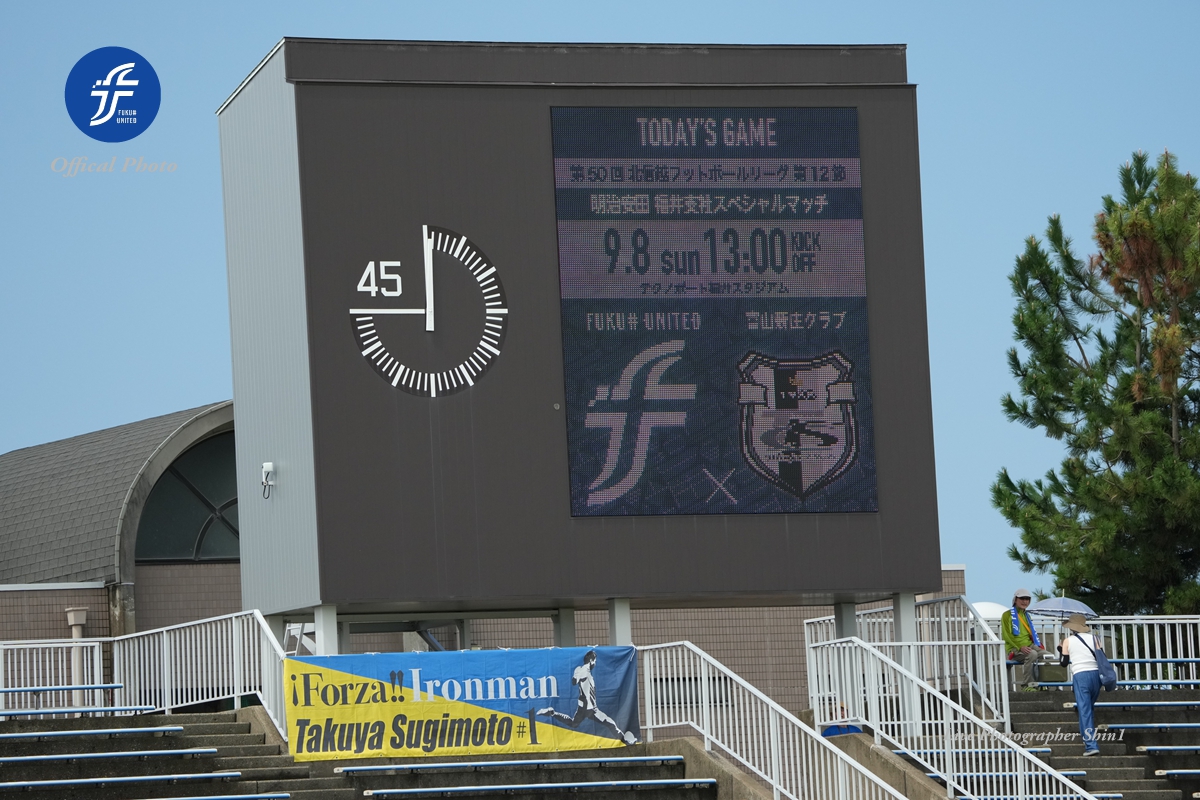 FUKUI
UNITED
Offical Photo
TODAY'S GAME
第50回 北信越フットボールリーグ 第12節
明治安田 福井支社スペシャルマッチ
9.8 sun 13:00 KICK OFF
テクノポート福井スタジアム
FUKUI UNITED
富山新庄クラブ
45
¡Forza!! Ironman
Takuya Sugimoto #1
Photographer Shin1